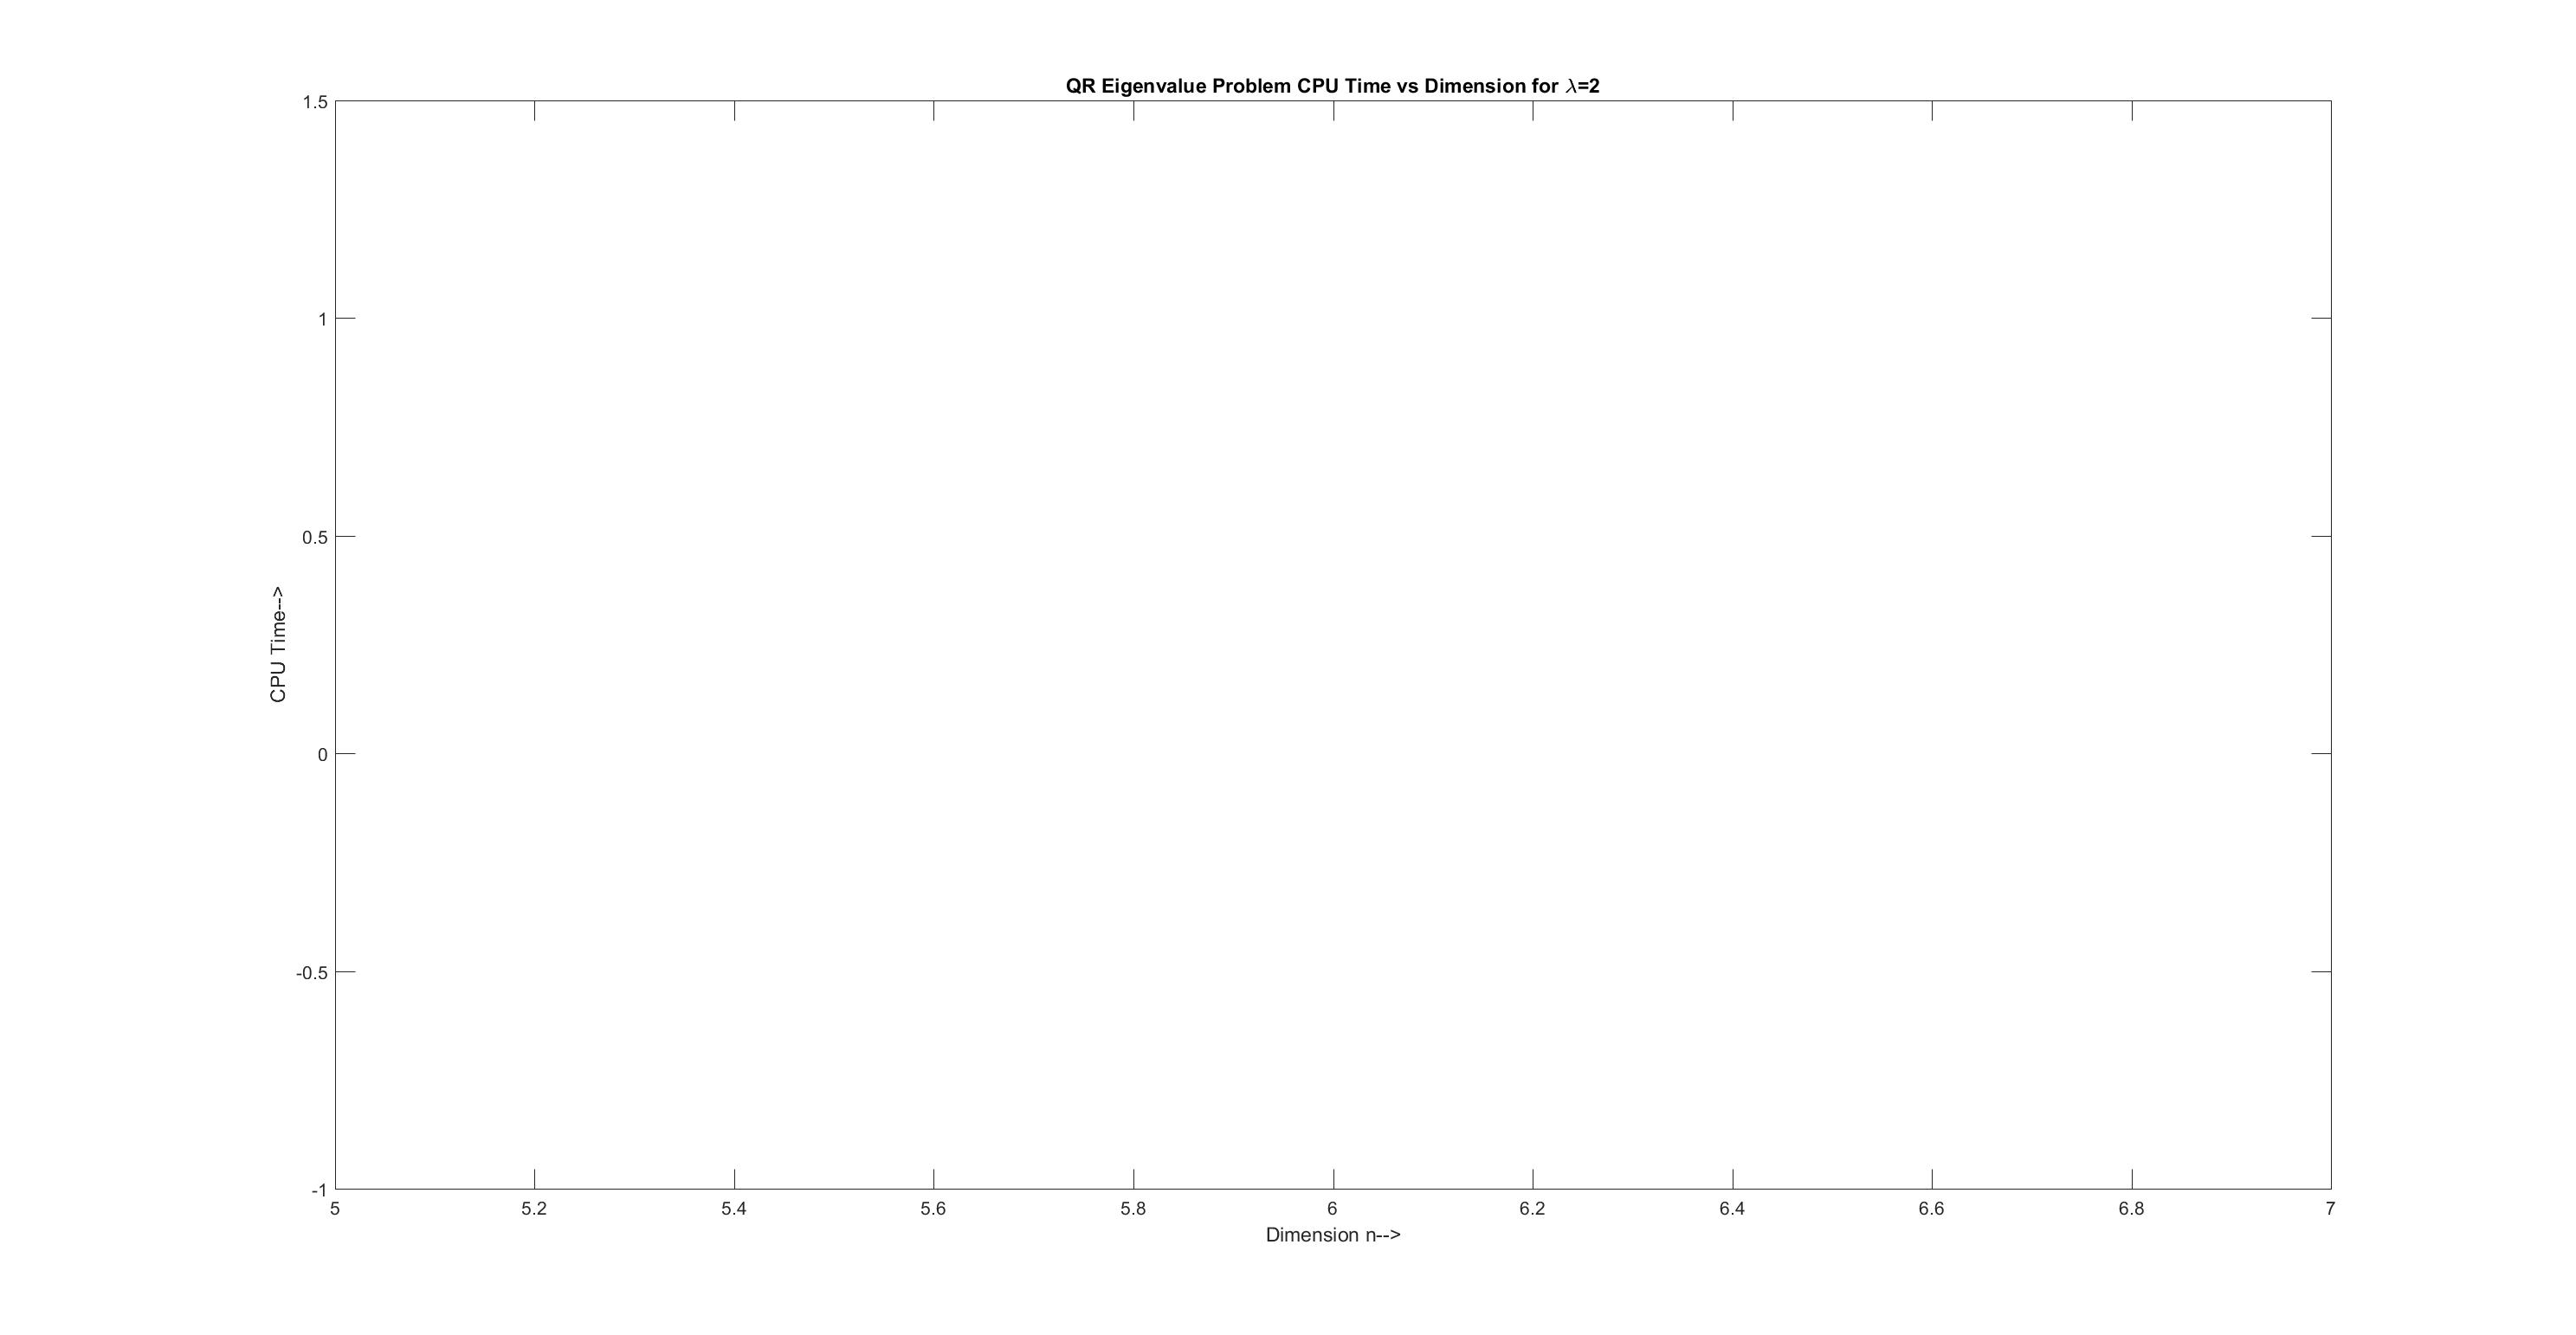 QR Eigenvalue Problem CPU Time vs Dimension for λ=2
1.5
1
0.5
0
-0.5
-1
CPU Time-->
5 5.2 5.4 5.6 5.8 6 6.2 6.4 6.6 6.8 7
Dimension n-->